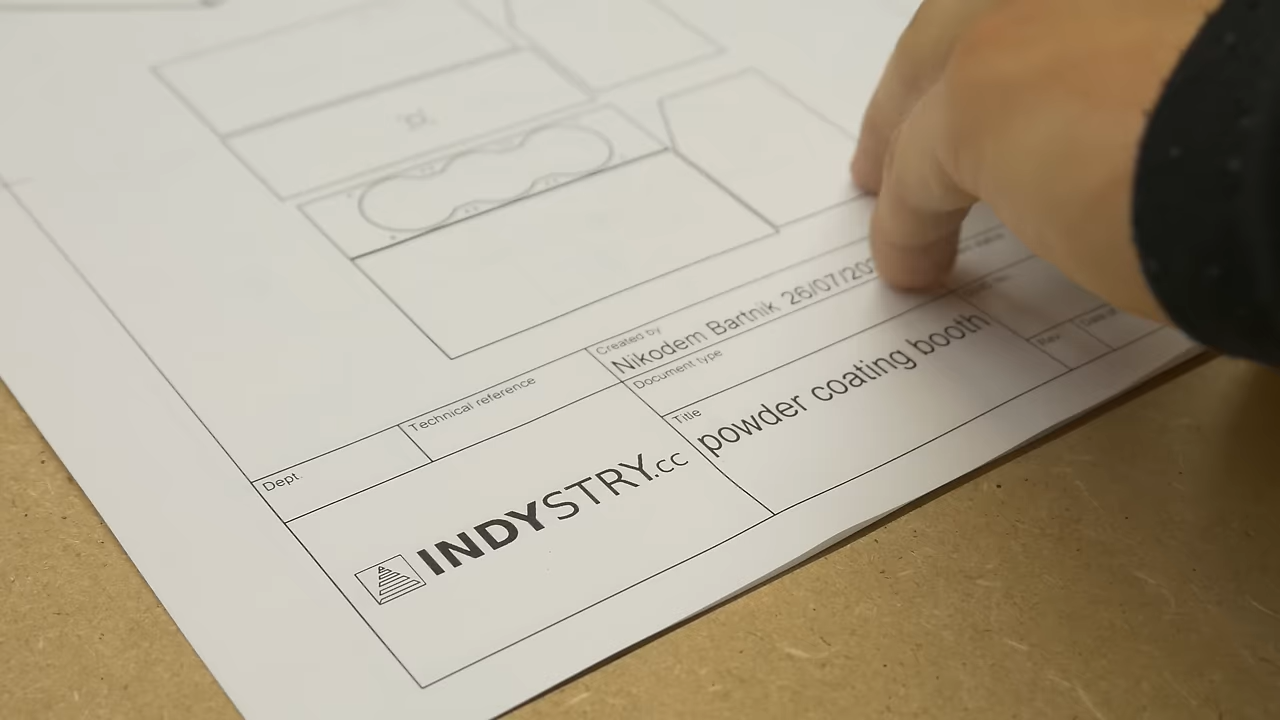 Created by
Nikodem Bartnik 26/07/20
Document type
Technical reference
Dept
Title
powder coating booth
INDYSTRY.cc